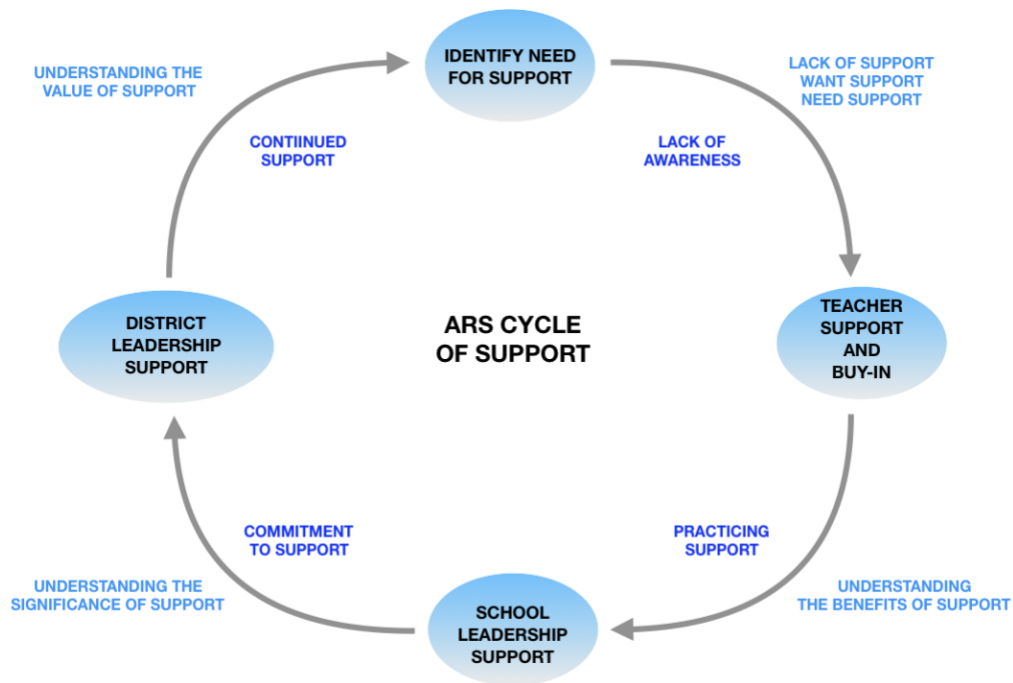 IDENTIFY NEED
FOR SUPPORT
UNDERSTANDING THE
VALUE OF SUPPORT
LACK OF SUPPORT
WANT SUPPORT
NEED SUPPORT
CONTIINUED
SUPPORT
LACK OF
AWARENESS
DISTRICT
LEADERSHIP
SUPPORT
ARS CYCLE
OF SUPPORT
TEACHER
SUPPORT
AND
BUY-IN
COMMITMENT
TO SUPPORT
PRACTICING
SUPPORT
UNDERSTANDING THE
SIGNIFICANCE OF SUPPORT
UNDERSTANDING
THE BENEFITS OF SUPPORT
SCHOOL
LEADERSHIP
SUPPORT